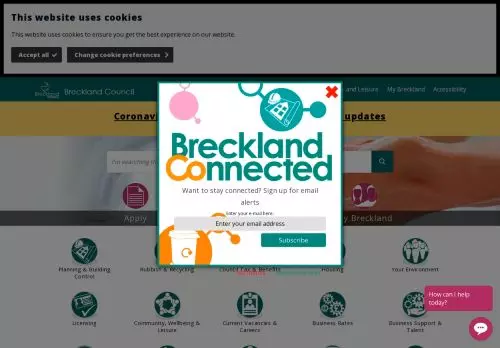 This website uses cookies
This website uses cookies to ensure you get the best experience on our website.
Accept all
Change cookie preferences
Breckland
Breckland Council
and Leisure
My Breckland
Accessibility
updates
Breckland
Connected
Want to stay connected? Sign up for email
alerts
Enter your e-mail here:
Enter your email address
Subscribe
I'm searching
Apply
Breckland
Planning & Building
Control
Rubbish & Recycling
Council Tax & Benefits
Housing
Your Environment
Licensing
Community, Wellbeing &
Leisure
Current Vacancies &
Careers
Business Rates
Business Support &
Talent
How can I help
today?